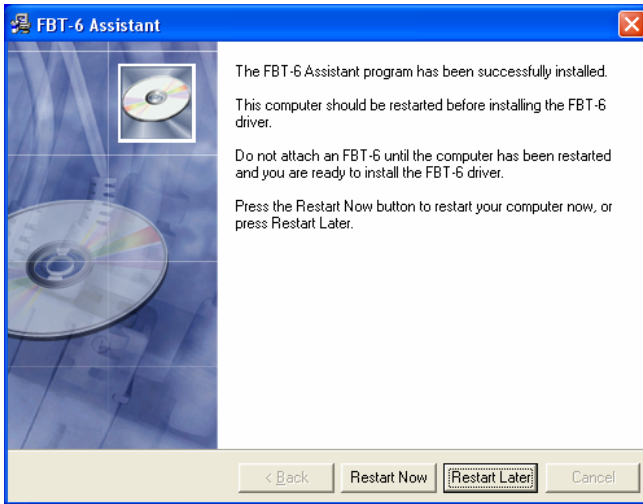 FBT-6 Assistant
The FBT-6 Assistant program has been successfully installed.
This computer should be restarted before installing the FBT-6
driver.
Do not attach an FBT-6 until the computer has been restarted
and you are ready to install the FBT-6 driver.
Press the Restart Now button to restart your computer now, or
press Restart Later.
< Back Restart Now Restart Later Cancel